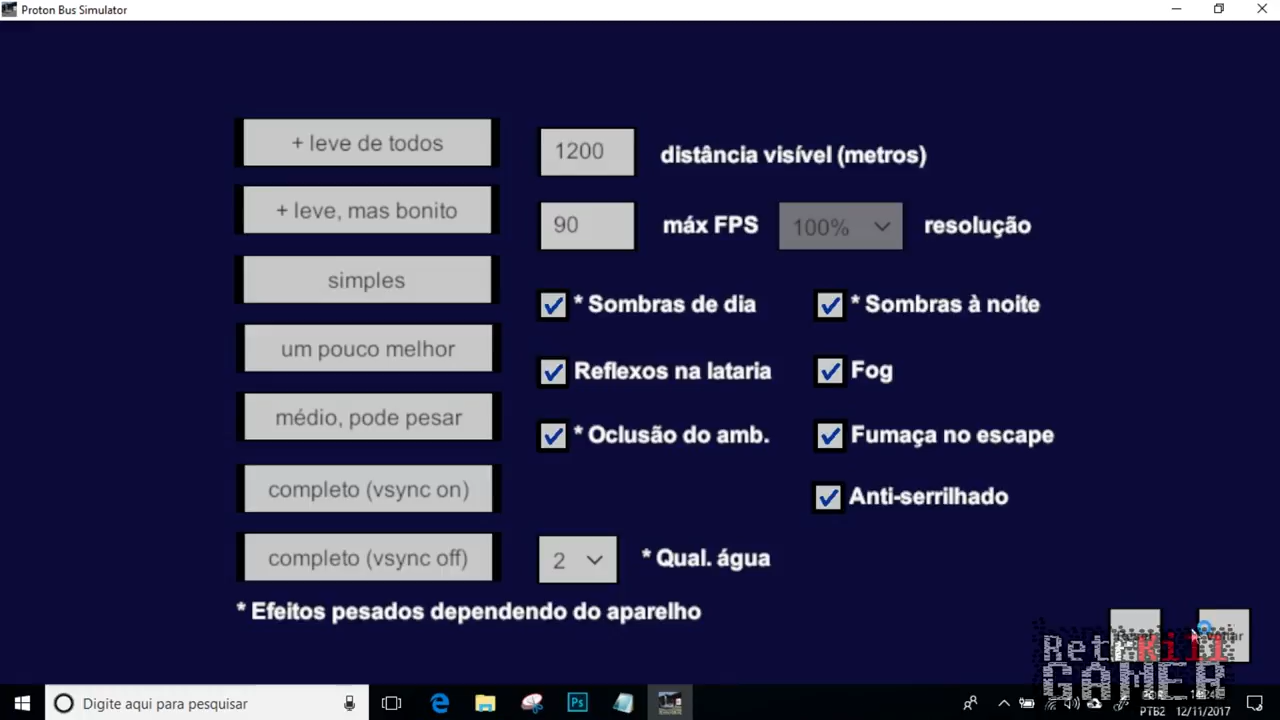 Proton Bus Simulator
+ leve de todos
1200
distância visível (metros)
+ leve, mas bonito
90
máx FPS
100%
resolução
simples
* Sombras de dia
* Sombras à noite
um pouco melhor
Reflexos na lataria
Fog
médio, pode pesar
* Oclusão do amb.
Fumaça no escape
completo (vsync on)
Anti-serrilhado
completo (vsync off)
2
* Qual. água
* Efeitos pesados dependendo do aparelho
RetroKill
GAMER
Digite aqui para pesquisar
Ps
PTB2
12/11/2017